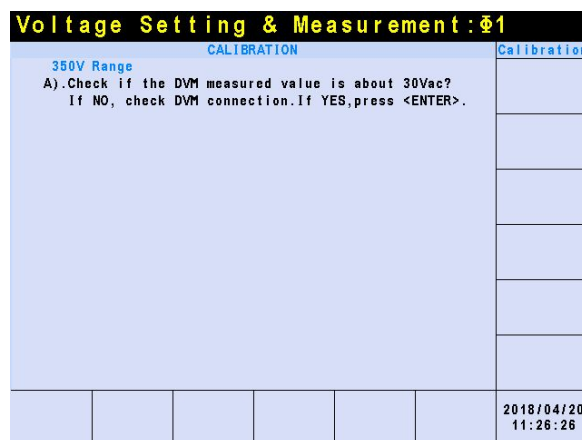 Voltage Setting & Measurement:Φ1
CALIBRATION
Calibration
350V Range
A).Check if the DVM measured value is about 30Vac?
If NO, check DVM connection.If YES,press <ENTER>.
2018/04/20
11:26:26